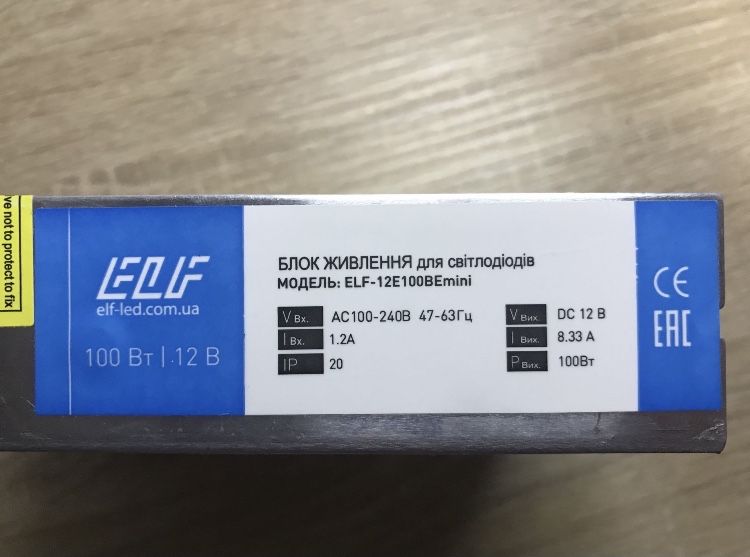 ve not to protect to fix
ELF
elf-led.com.ua
100 Вт | 12 В
БЛОК ЖИВЛЕННЯ для світлодіодів
МОДЕЛЬ: ELF-12E100BEmini
V Вх. AC100-240В 47-63Гц
I Вх. 1.2А
IP 20
V Вих. DC 12 В
I Вих. 8.33 А
P Вих. 100Вт
CE
EAC